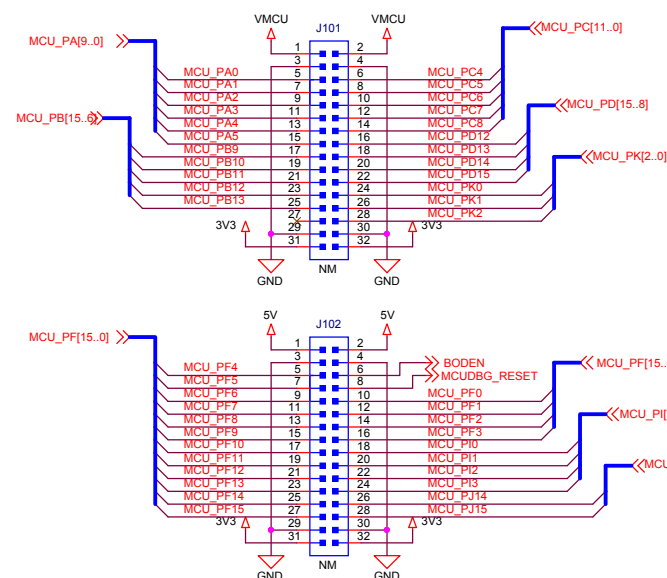 VMCU J101 VMCU
MCU_PC[11..0]
MCU_PA[9..0]
1 2
3 4
MCU_PA0 5 6 MCU_PC4
MCU_PA1 7 8 MCU_PC5
MCU_PA2 9 10 MCU_PC6
MCU_PA3 11 12 MCU_PC7
MCU_PB[15..6]
MCU_PD[15..8]
MCU_PA4 13 14 MCU_PC8
MCU_PA5 15 16 MCU_PD12
MCU_PB9 17 18 MCU_PD13
MCU_PK[2..0]
MCU_PB10 19 20 MCU_PD14
MCU_PB11 21 22 MCU_PD15
MCU_PB12 23 24 MCU_PK0
MCU_PB13 25 26 MCU_PK1
27 28 MCU_PK2
3V3 29 30 3V3
31 32
GND NM GND
5V J102 5V
MCU_PF[15..0]
1 2
3 4 BODEN
MCU_PF[15..
MCU_PF4 5 6 MCUDBG_RESET
MCU_PF5 7 8
MCU_PF6 9 10 MCU_PF0
MCU_PF7 11 12 MCU_PF1
MCU_PI[
MCU_PF8 13 14 MCU_PF2
MCU_PF9 15 16 MCU_PF3
MCU_PF10 17 18 MCU_PI0
MCU_PF11 19 20 MCU_PI1
MCU
MCU_PF12 21 22 MCU_PI2
MCU_PF13 23 24 MCU_PI3
MCU_PF14 25 26 MCU_PJ14
MCU_PF15 27 28 MCU_PJ15
3V3 29 30 3V3
31 32
GND NM GND